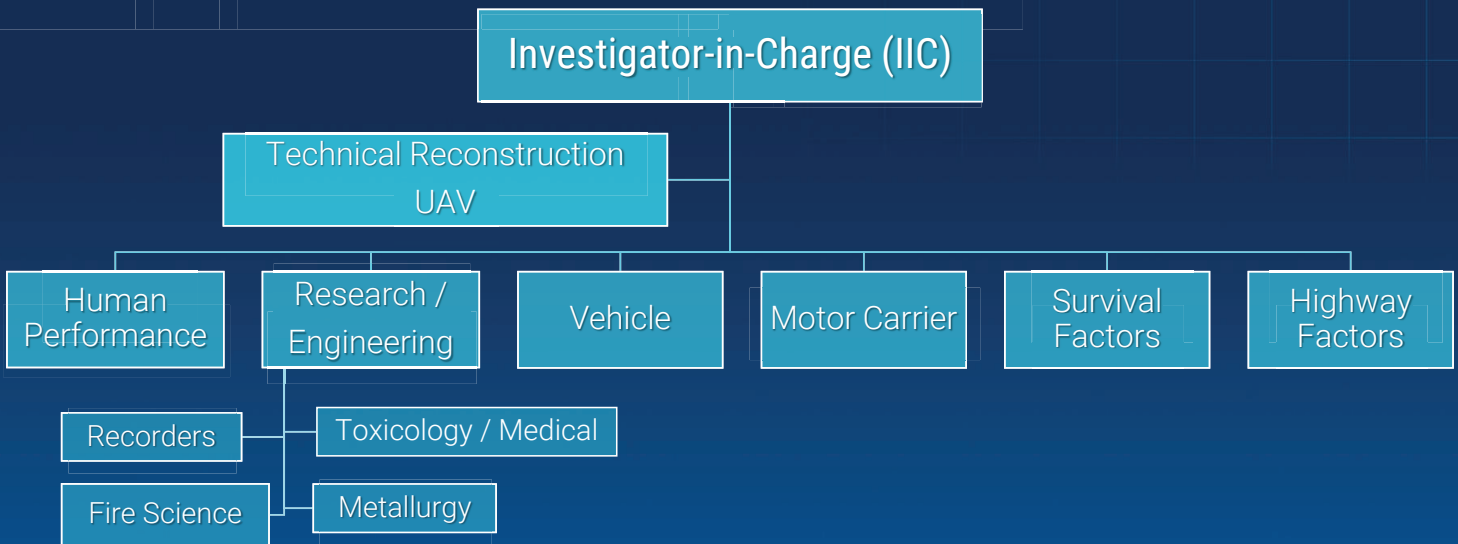 Investigator-in-Charge (IIC)
Technical Reconstruction
UAV
Human
Performance
Research /
Engineering
Vehicle
Motor Carrier
Survival
Factors
Highway
Factors
Recorders
Toxicology / Medical
Fire Science
Metallurgy